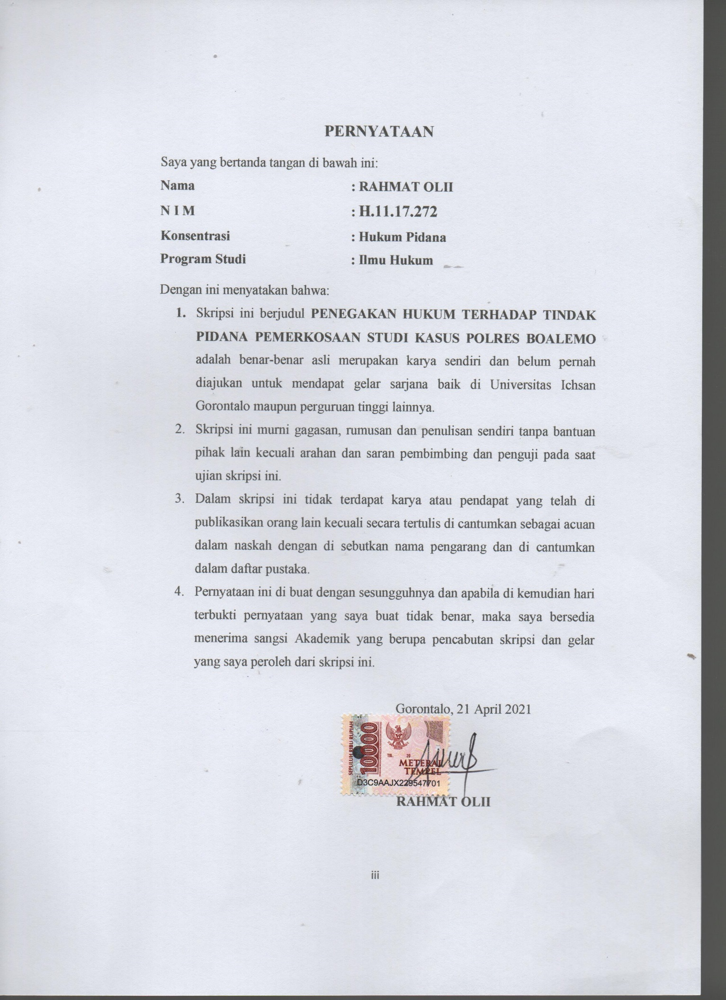 PERNYATAAN
Saya yang bertanda tangan di bawah ini:
Nama : RAHMAT OLII
N I M : H.11.17.272
Konsentrasi : Hukum Pidana
Program Studi : Ilmu Hukum
Dengan ini menyatakan bahwa:
1. Skripsi ini berjudul PENEGAKAN HUKUM TERHADAP TINDAK
PIDANA PEMERKOSAAN STUDI KASUS POLRES BOALEMO
adalah benar-benar asli merupakan karya sendiri dan belum pernah
diajukan untuk mendapat gelar sarjana baik di Universitas Ichsan
Gorontalo maupun perguruan tinggi lainnya.
2. Skripsi ini murni gagasan, rumusan dan penulisan sendiri tanpa bantuan
pihak lain kecuali arahan dan saran pembimbing dan penguji pada saat
ujian skripsi ini.
3. Dalam skripsi ini tidak terdapat karya atau pendapat yang telah di
publikasikan orang lain kecuali secara tertulis di cantumkan sebagai acuan
dalam naskah dengan di sebutkan nama pengarang dan di cantumkan
dalam daftar pustaka.
4. Pernyataan ini di buat dengan sesungguhnya dan apabila di kemudian hari
terbukti pernyataan yang saya buat tidak benar, maka saya bersedia
menerima sangsi Akademik yang berupa pencabutan skripsi dan gelar
yang saya peroleh dari skripsi ini.
Gorontalo, 21 April 2021
SEPULUH RIBU RUPIAH
10000
TGL. 20
METERAI
TEMPEL
D3C9AAJX229547701
RAHMAT OLII
iii